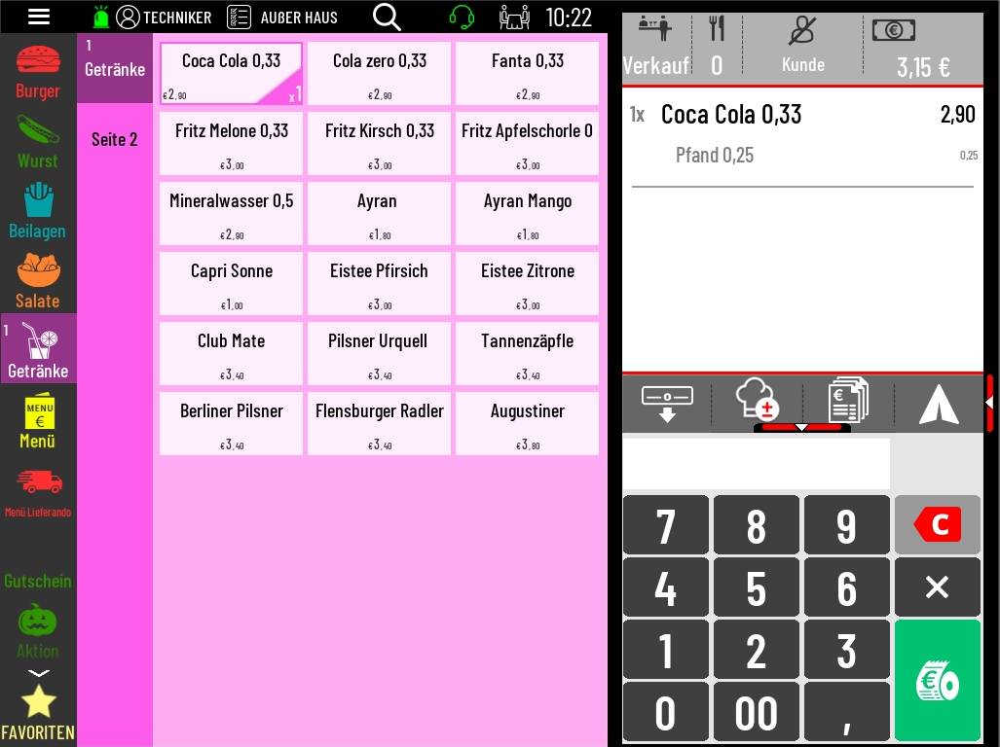 TECHNIKER
AUßER HAUS
10:22
Burger
Wurst
Beilagen
Salate
1
Getränke
MENU
€
Menü
Menü Lieferando
Gutschein
Aktion
FAVORITEN
1
Getränke
Seite 2
Coca Cola 0,33
€2,90
x1
Cola zero 0,33
€2,90
Fanta 0,33
€2,90
Fritz Melone 0,33
€3,00
Fritz Kirsch 0,33
€3,00
Fritz Apfelschorle 0
€3,00
Mineralwasser 0,5
€2,90
Ayran
€1,80
Ayran Mango
€1,80
Capri Sonne
€1,00
Eistee Pfirsich
€3,00
Eistee Zitrone
€3,00
Club Mate
€3,40
Pilsner Urquell
€3,40
Tannenzäpfle
€3,40
Berliner Pilsner
€3,40
Flensburger Radler
€3,40
Augustiner
€3,80
Verkauf
0
Kunde
€
3,15 €
1x Coca Cola 0,33 2,90
Pfand 0,25 0,25
€
7 8 9 C
4 5 6 ×
1 2 3
€
0 00 ,